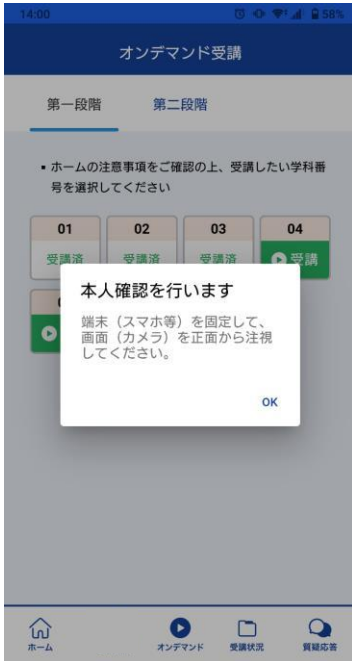 14:00
58%
オンデマンド受講
第一段階
第二段階
• ホームの注意事項をご確認の上、受講したい学科番
号を選択してください
01
02
03
04
受講済
受講済
受講済
受講
本人確認を行います
端末（スマホ等）を固定して、
画面（カメラ）を正面から注視
してください。
OK
ホーム
オンデマンド
受講状況
質疑応答